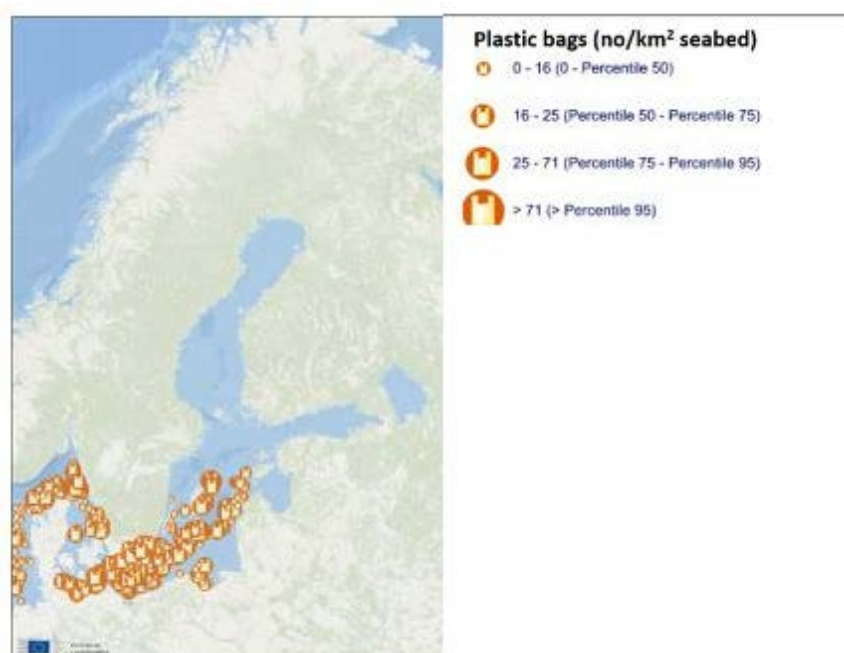 Plastic bags (no/km² seabed)
0 - 16 (0 - Percentile 50)
16 - 25 (Percentile 50 - Percentile 75)
25 - 71 (Percentile 75 - Percentile 95)
> 71 (> Percentile 95)